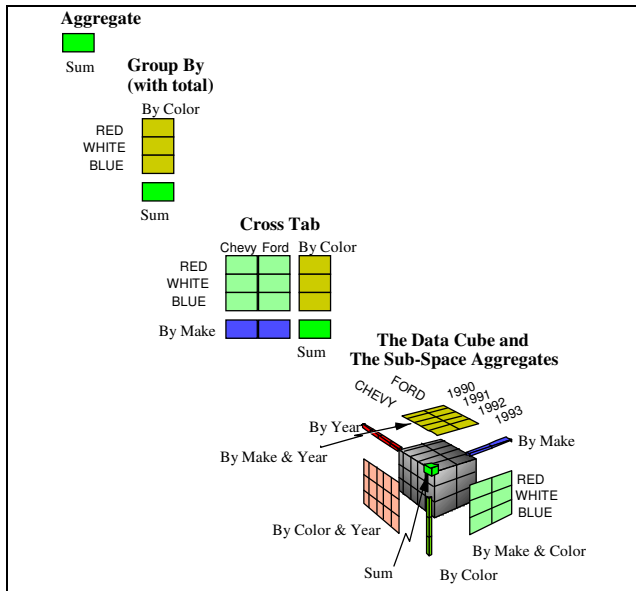 Aggregate
Sum
Group By
(with total)
By Color
RED
WHITE
BLUE
Sum
Cross Tab
Chevy Ford By Color
RED
WHITE
BLUE
By Make
Sum
The Data Cube and
The Sub-Space Aggregates
CHEVY
FORD
1990
1991
1992
1993
By Year
By Make
By Make & Year
RED
WHITE
BLUE
By Color & Year
By Make & Color
Sum
By Color